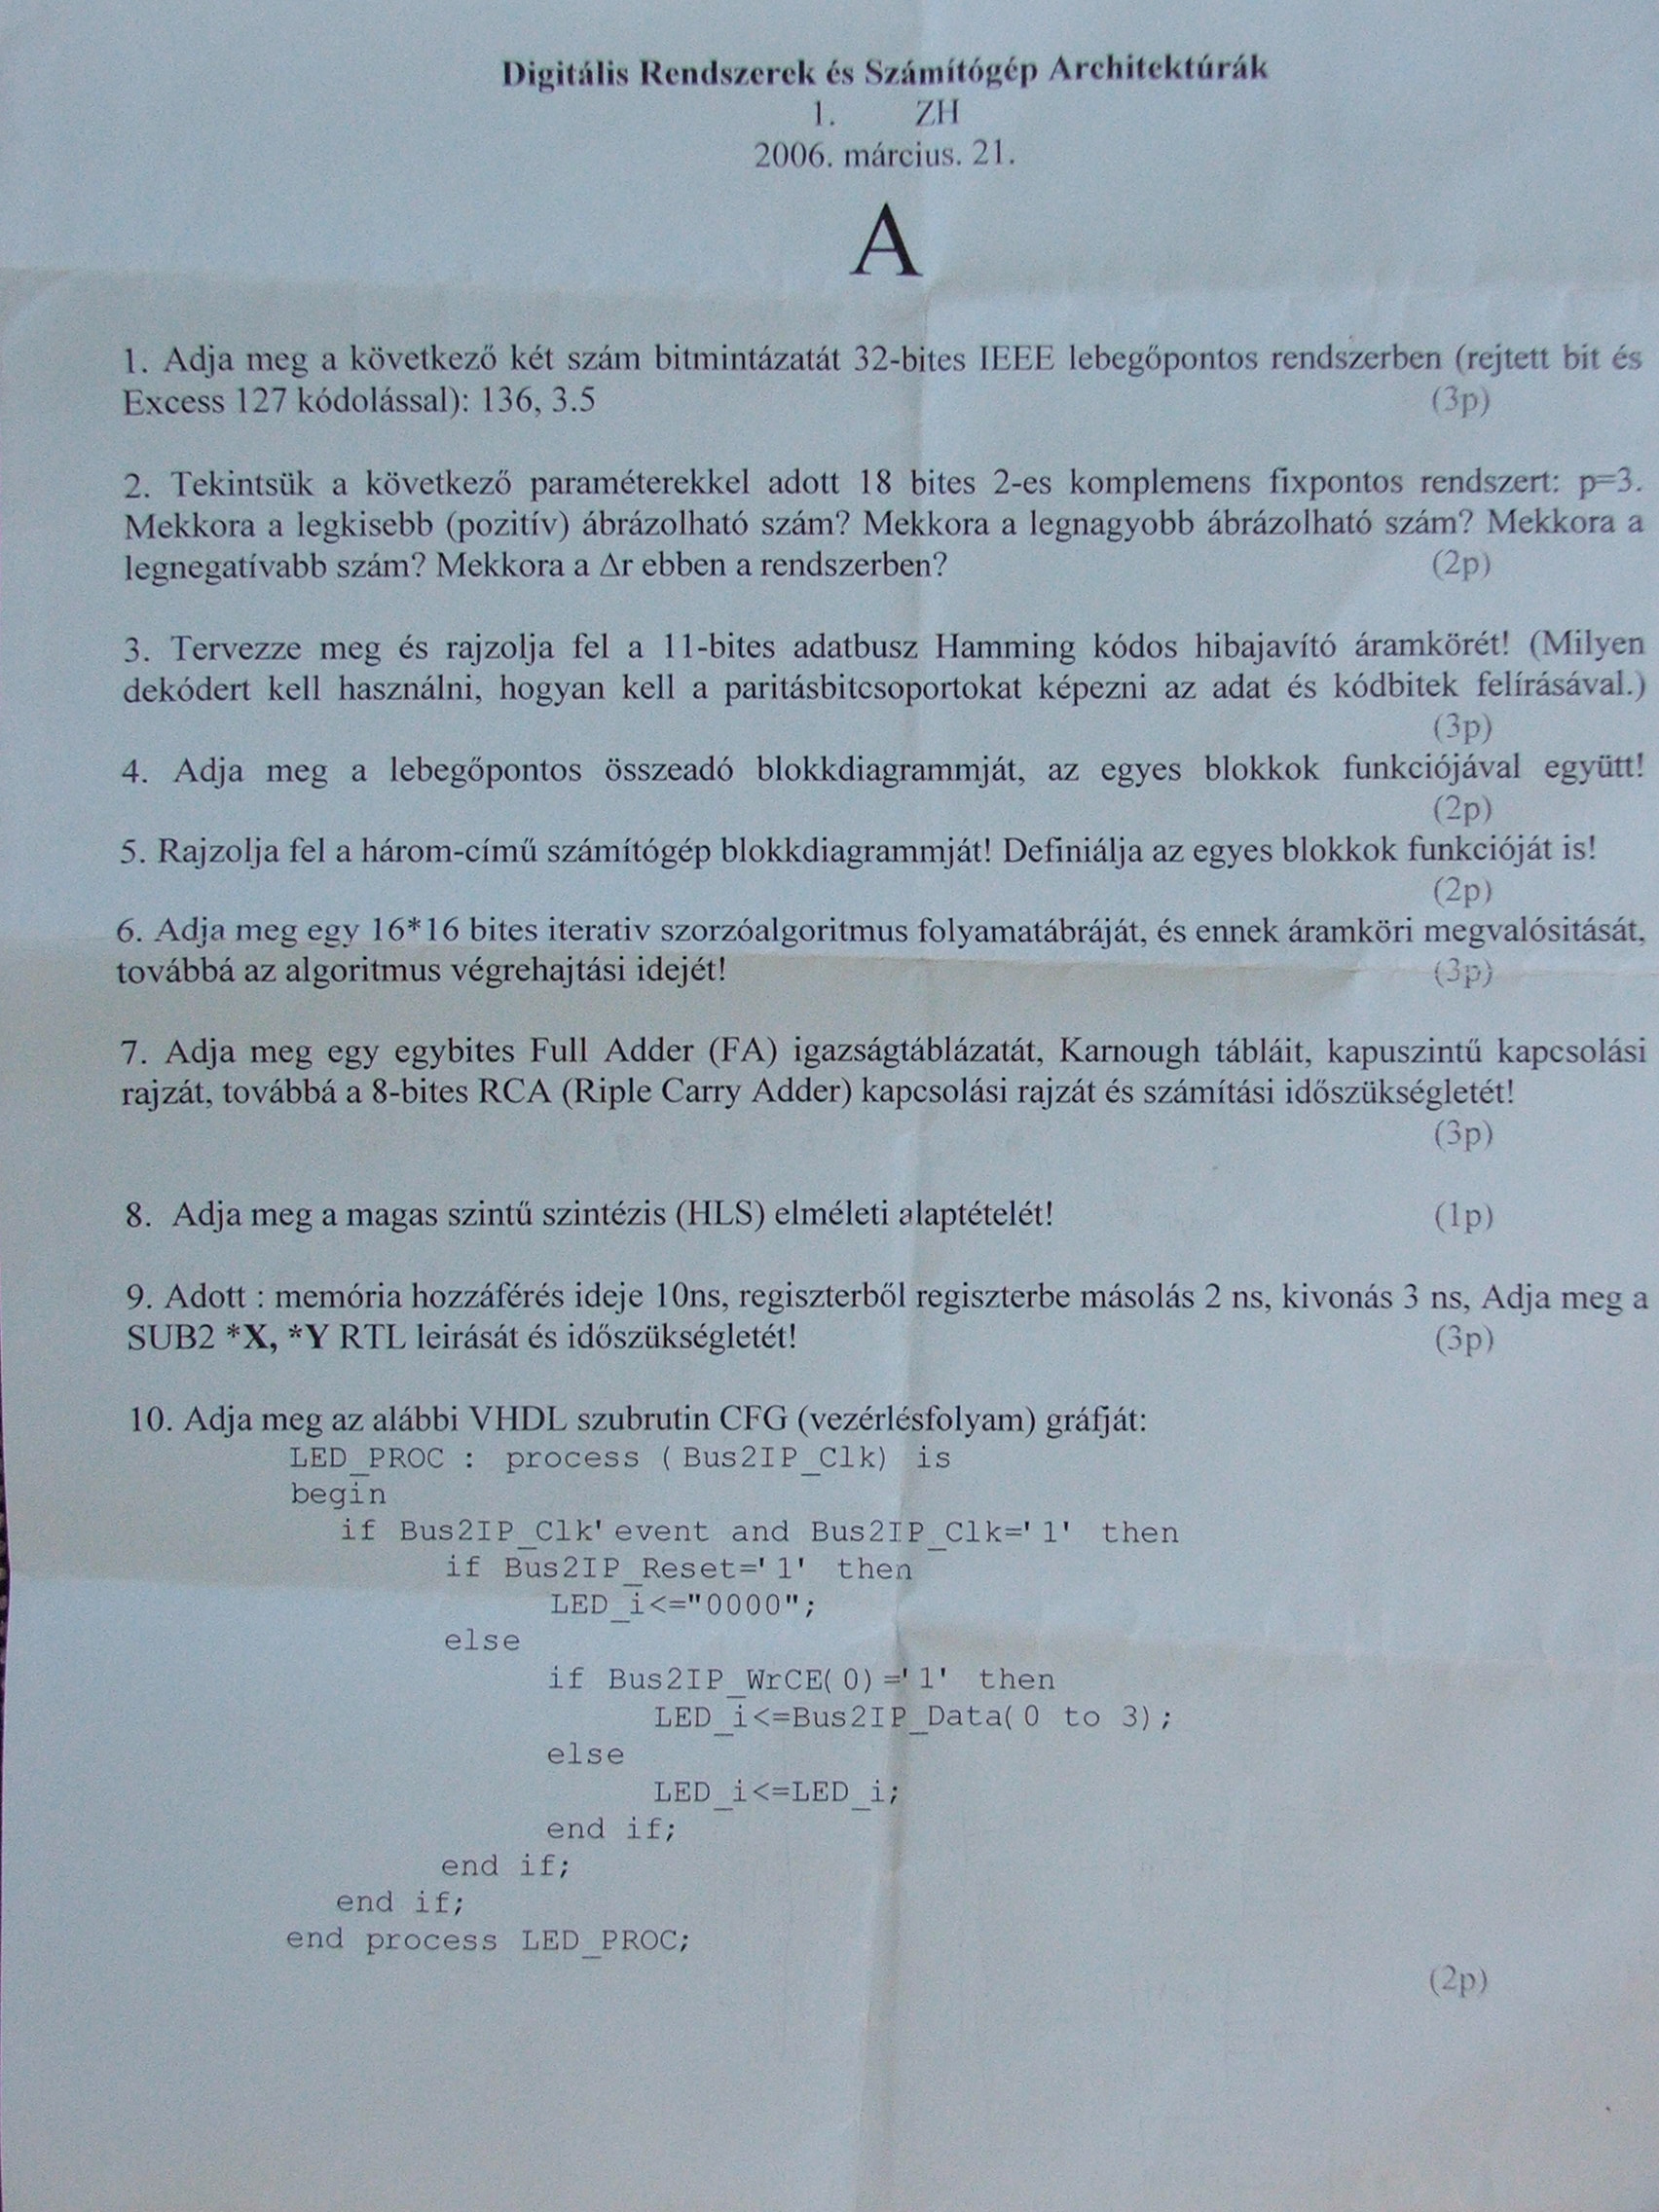 Digitális Rendszerek és Számítógép Architektúrák
1. ZH
2006. március. 21.
A
1. Adja meg a következő két szám bitmintázatát 32-bites IEEE lebegőpontos rendszerben (rejtett bit és
Excess 127 kódolással): 136, 3.5 (3p)
2. Tekintsük a következő paraméterekkel adott 18 bites 2-es komplemens fixpontos rendszert: p=3.
Mekkora a legkisebb (pozitív) ábrázolható szám? Mekkora a legnagyobb ábrázolható szám? Mekkora a
legnegatívabb szám? Mekkora a Δr ebben a rendszerben? (2p)
3. Tervezze meg és rajzolja fel a 11-bites adatbusz Hamming kódos hibajavító áramkörét! (Milyen
dekódert kell használni, hogyan kell a paritásbitcsoportokat képezni az adat és kódbitek felírásával.)
(3p)
4. Adja meg a lebegőpontos összeadó blokkdiagrammját, az egyes blokkok funkciójával együtt!
(2p)
5. Rajzolja fel a három-című számítógép blokkdiagrammját! Definiálja az egyes blokkok funkcióját is!
(2p)
6. Adja meg egy 16*16 bites iterativ szorzóalgoritmus folyamatábráját, és ennek áramköri megvalósitását,
továbbá az algoritmus végrehajtási idejét! (3p)
7. Adja meg egy egybites Full Adder (FA) igazságtáblázatát, Karnough tábláit, kapuszintű kapcsolási
rajzát, továbbá a 8-bites RCA (Riple Carry Adder) kapcsolási rajzát és számítási időszükségletét!
(3p)
8. Adja meg a magas szintű szintézis (HLS) elméleti alaptételét! (1p)
9. Adott : memória hozzáférés ideje 10ns, regiszterből regiszterbe másolás 2 ns, kivonás 3 ns, Adja meg a
SUB2 *X, *Y RTL leirását és időszükségletét! (3p)
10. Adja meg az alábbi VHDL szubrutin CFG (vezérlésfolyam) gráfját:
LED_PROC : process ( Bus2IP_Clk) is
begin
if Bus2IP_Clk'event and Bus2IP_Clk='1' then
if Bus2IP_Reset='1' then
LED_i<="0000";
else
if Bus2IP_WrCE(0)='1' then
LED_i<=Bus2IP_Data(0 to 3);
else
LED_i<=LED_i;
end if;
end if;
end if;
end process LED_PROC;
(2p)